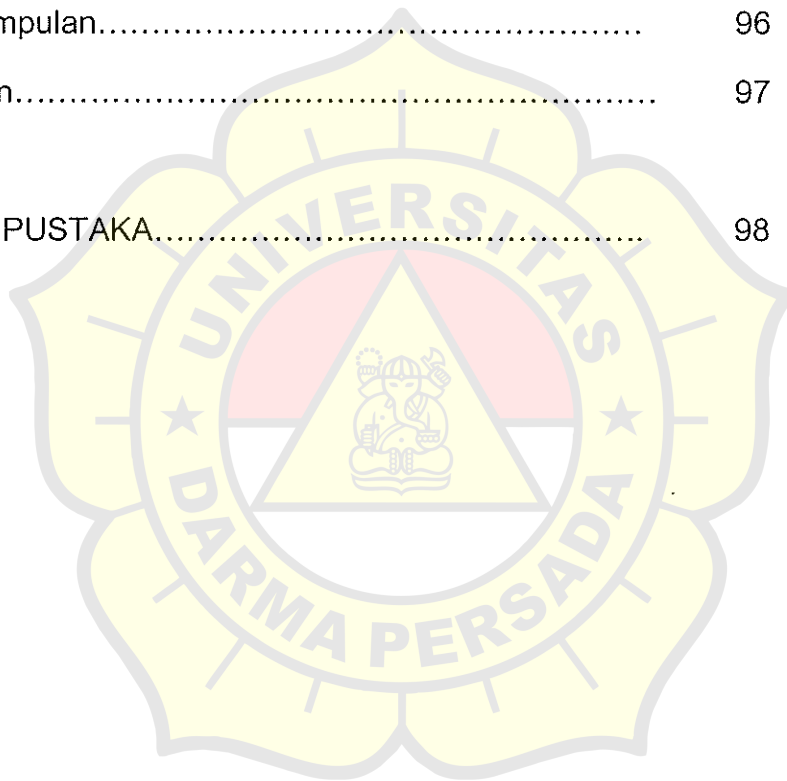 mpulan........................................................ 96
n.................................................................. 97
PUSTAKA.................................................. 98
UNIVERSITAS
DARMA PERSADA